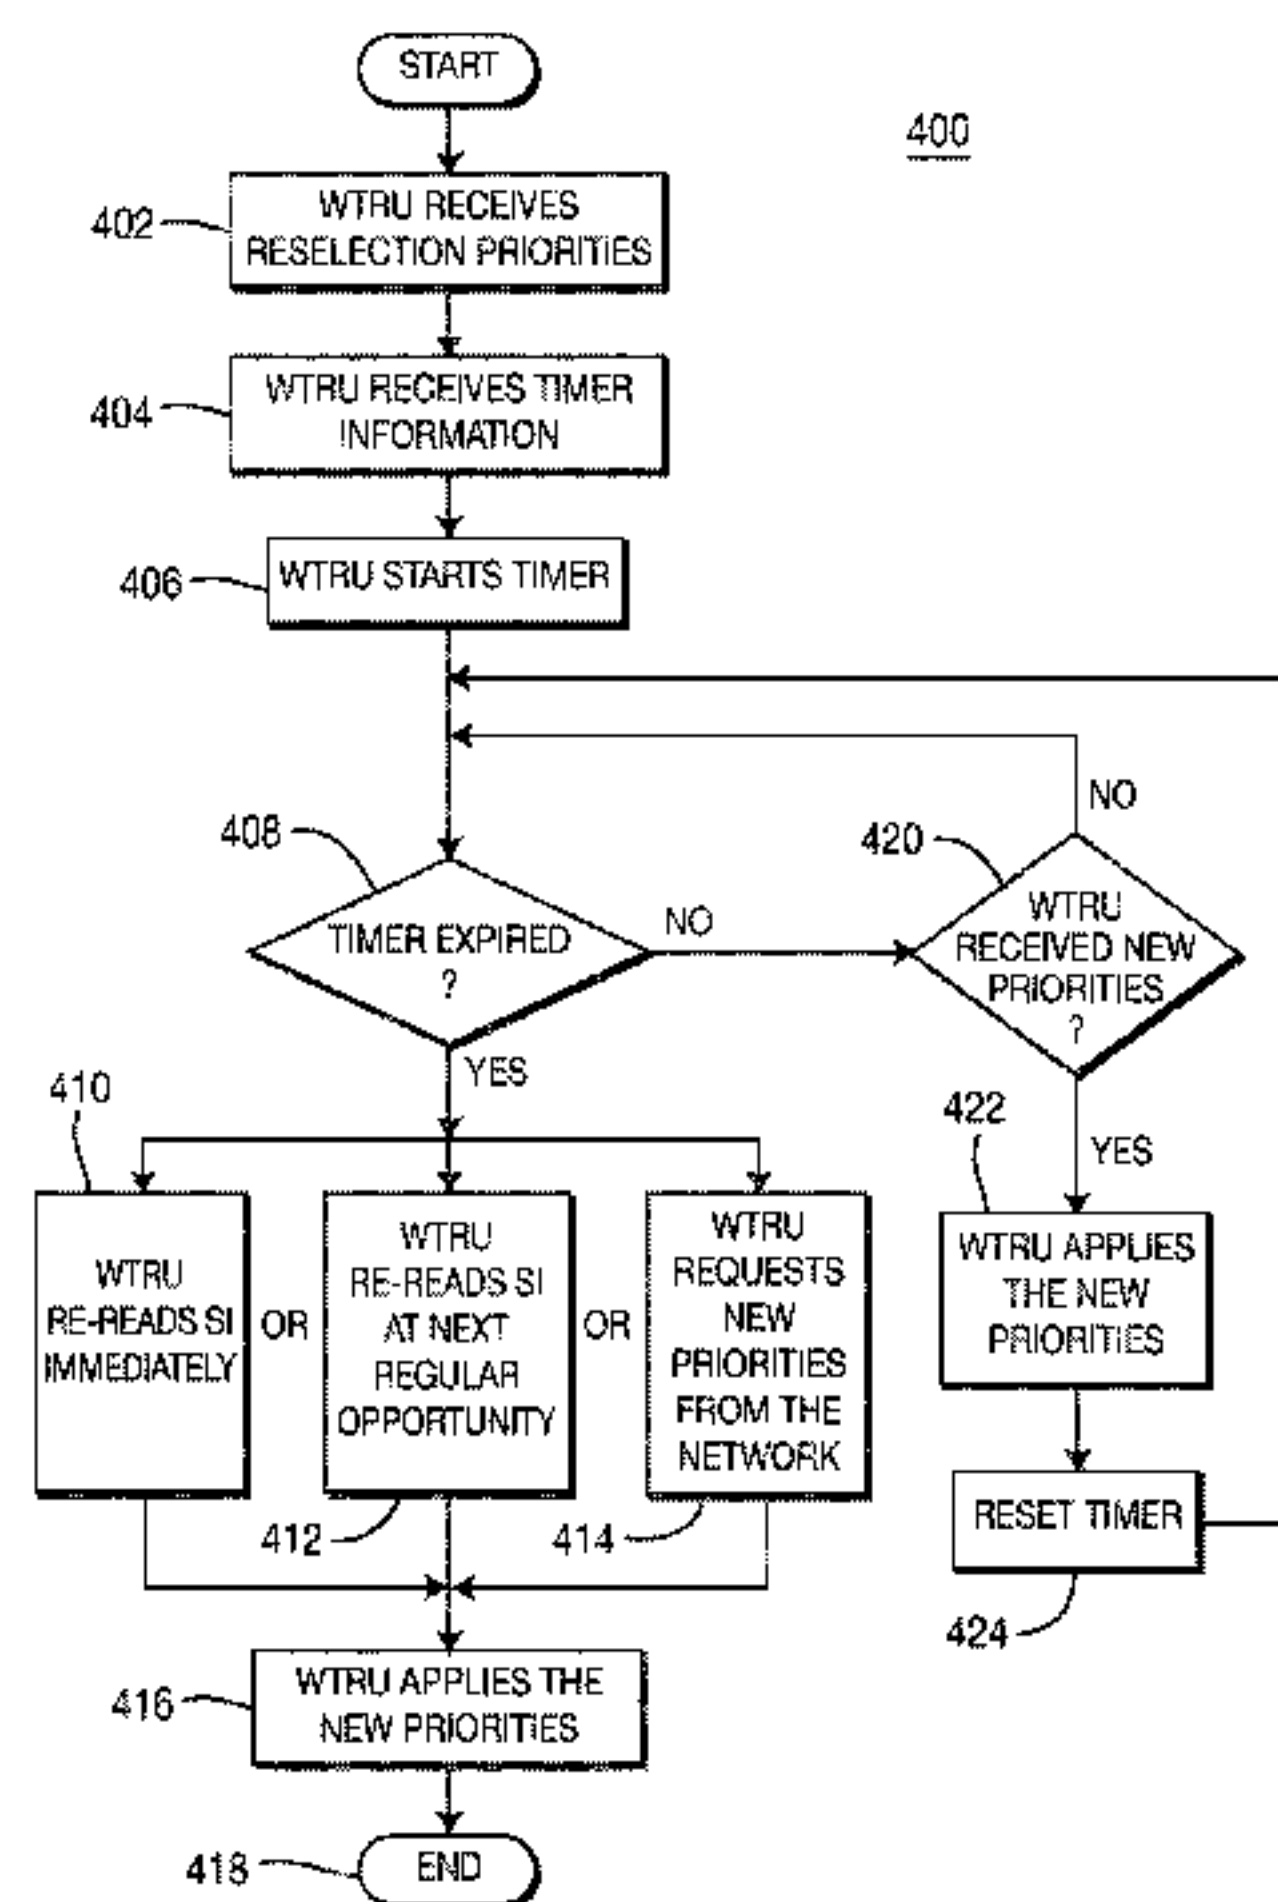 START
400
402
WTRU RECEIVES
RESELECTION PRIORITIES
404
WTRU RECEIVES TIMER
INFORMATION
406
WTRU STARTS TIMER
408
TIMER EXPIRED
?
NO
YES
420
NO
WTRU
RECEIVED NEW
PRIORITIES
?
YES
410
WTRU
RE-READS SI
IMMEDIATELY
OR
WTRU
RE-READS SI
AT NEXT
REGULAR
OPPORTUNITY
412
OR
WTRU
REQUESTS
NEW
PRIORITIES
FROM THE
NETWORK
414
422
WTRU APPLIES
THE NEW
PRIORITIES
RESET TIMER
424
416
WTRU APPLIES THE
NEW PRIORITIES
418
END